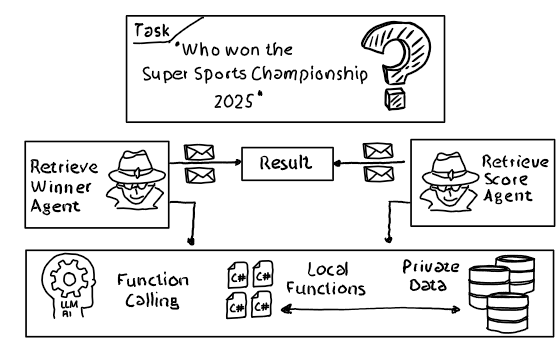 Task
"Who won the
Super Sports Championship
2025"
Retrieve
Winner
Agent
Result
Retrieve
Score
Agent
LLM
AI
Function
Calling
C# C#
C# C#
Local
Functions
Private
Data